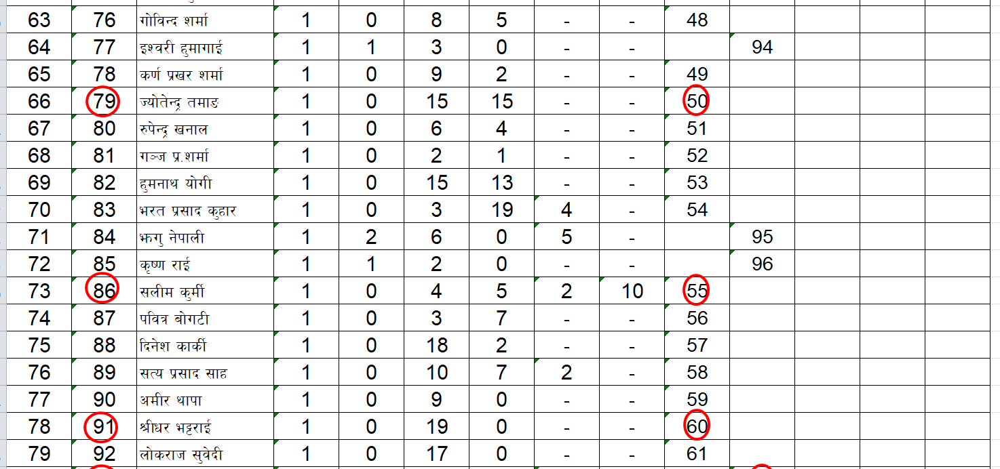 63 76 गोविन्द शर्मा 1 0 8 5 - - 48
64 77 इश्वरी हुमागाई 1 1 3 0 - - 94
65 78 कर्ण प्रखर शर्मा 1 0 9 2 - - 49
66 79 ज्योतेन्द्र तमाङ 1 0 15 15 - - 50
67 80 रुपेन्द्र खनाल 1 0 6 4 - - 51
68 81 गञ्ज प्र.शर्मा 1 0 2 1 - - 52
69 82 हुमनाथ योगी 1 0 15 13 - - 53
70 83 भरत प्रसाद कुहार 1 0 3 19 4 - 54
71 84 झगु नेपाली 1 2 6 0 5 - 95
72 85 कृष्ण राई 1 1 2 0 - - 96
73 86 सलीम कुर्मी 1 0 4 5 2 10 55
74 87 पवित्र बोगटी 1 0 3 7 - - 56
75 88 दिनेश कार्की 1 0 18 2 - - 57
76 89 सत्य प्रसाद साह 1 0 10 7 2 - 58
77 90 अमीर थापा 1 0 9 0 - - 59
78 91 श्रीधर भट्टराई 1 0 19 0 - - 60
79 92 लोकराज सुवेदी 1 0 17 0 - - 61